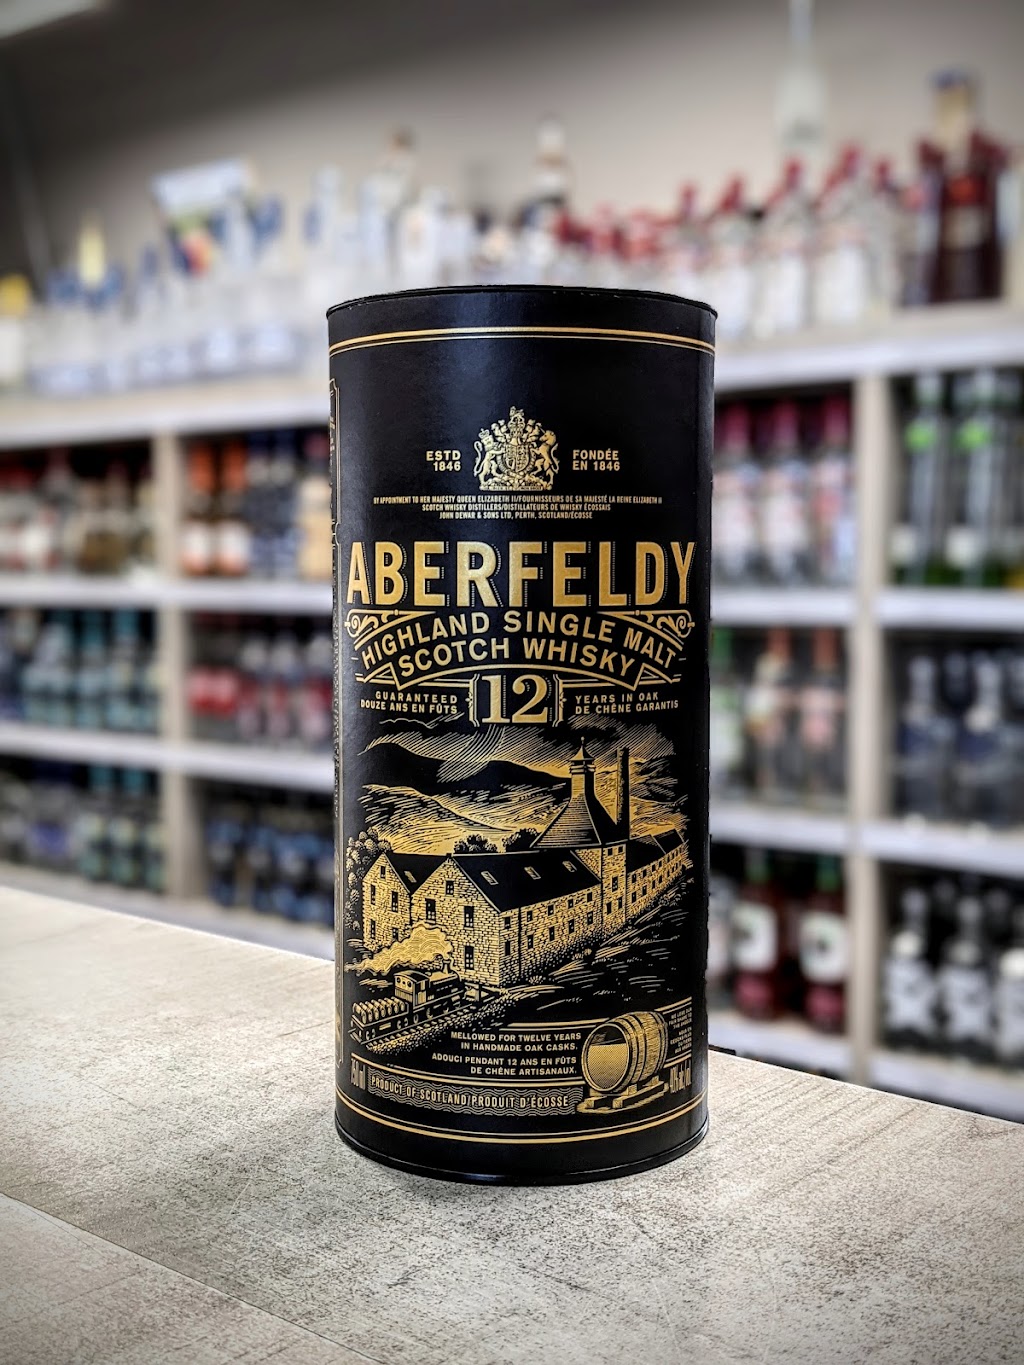 ESTD
1846
FONDÉE
EN 1846
BY APPOINTMENT TO HER MAJESTY QUEEN ELIZABETH II/FOURNISSEURS DE SA MAJESTÉ LA REINE ELIZABETH II
SCOTCH WHISKY DISTILLERS/DISTILLATEURS DE WHISKY ÉCOSSAIS
JOHN DEWAR & SONS LTD, PERTH, SCOTLAND/ÉCOSSE
ABERFELDY
HIGHLAND SINGLE MALT
SCOTCH WHISKY
GUARANTEED
DOUZE ANS EN FÛTS
12
YEARS IN OAK
DE CHÊNE GARANTIS
MELLOWED FOR TWELVE YEARS
IN HANDMADE OAK CASKS.
ADOUCI PENDANT 12 ANS EN FÛTS
DE CHÊNE ARTISANAUX.
750ml
PRODUCT OF SCOTLAND/PRODUIT D'ÉCOSSE